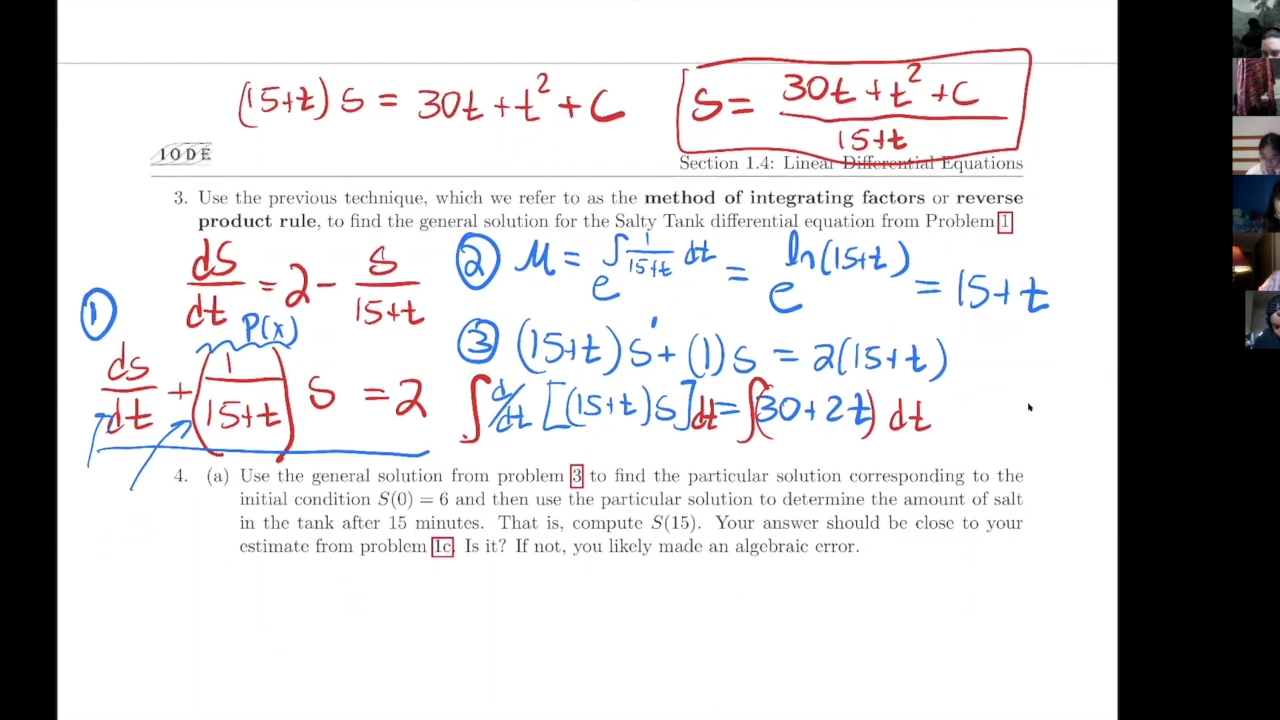 (15+t) S = 30t + t² + C
S = (30t + t² + C)/(15+t)
IODE
Section 1.4: Linear Differential Equations
3. Use the previous technique, which we refer to as the method of integrating factors or reverse
product rule, to find the general solution for the Salty Tank differential equation from Problem 1
dS/dt = 2 - S/(15+t)
① P(x)
ds/dt + (1/(15+t)) S = 2
② M = e^(∫ 1/(15+t) dt) = e^(ln(15+t)) = 15+t
③ (15+t) S' + (1) S = 2(15+t)
∫ d/dt [(15+t) S] dt = ∫(30 + 2t) dt
4. (a) Use the general solution from problem 3 to find the particular solution corresponding to the
initial condition S(0) = 6 and then use the particular solution to determine the amount of salt
in the tank after 15 minutes. That is, compute S(15). Your answer should be close to your
estimate from problem 1c. Is it? If not, you likely made an algebraic error.